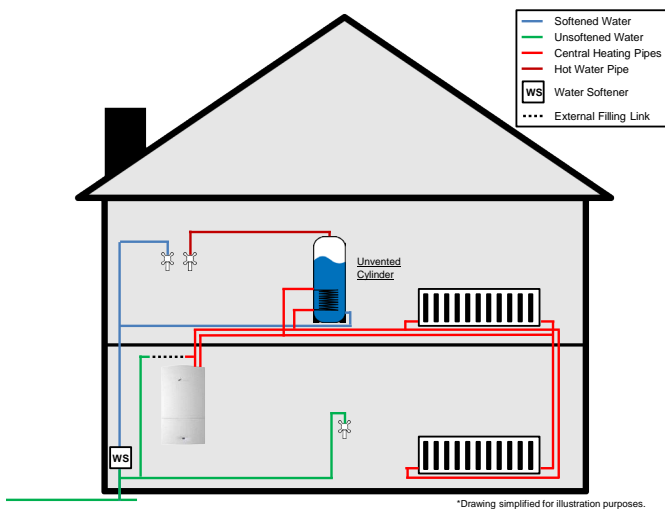 Softened Water
Unsoftened Water
Central Heating Pipes
Hot Water Pipe
WS Water Softener
External Filling Link
Unvented
Cylinder
WS
*Drawing simplified for illustration purposes.